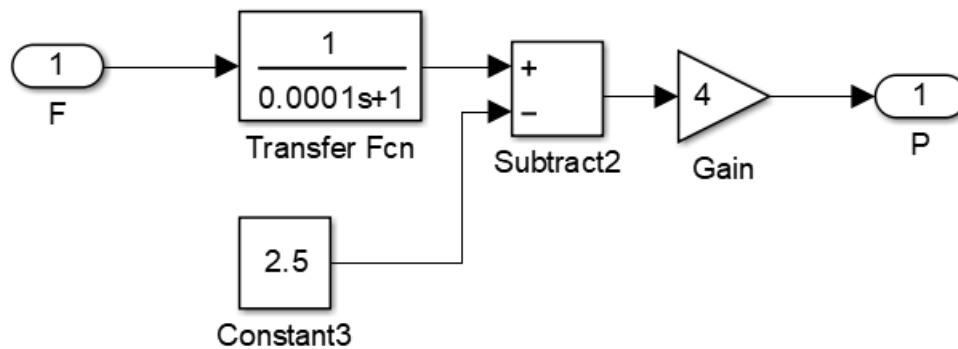 1
F
1
0.0001s+1
Transfer Fcn
+
−
Subtract2
4
Gain
1
P
2.5
Constant3